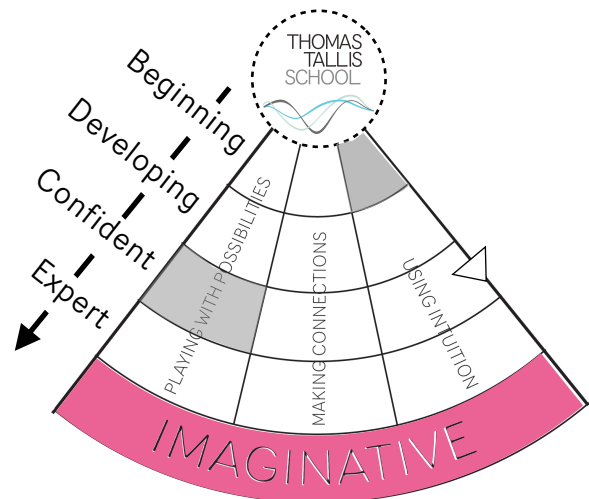 THOMAS
TALLIS
SCHOOL
Beginning
Developing
Confident
Expert
PLAYING WITH POSSIBILITIES
MAKING CONNECTIONS
USING INTUITION
IMAGINATIVE